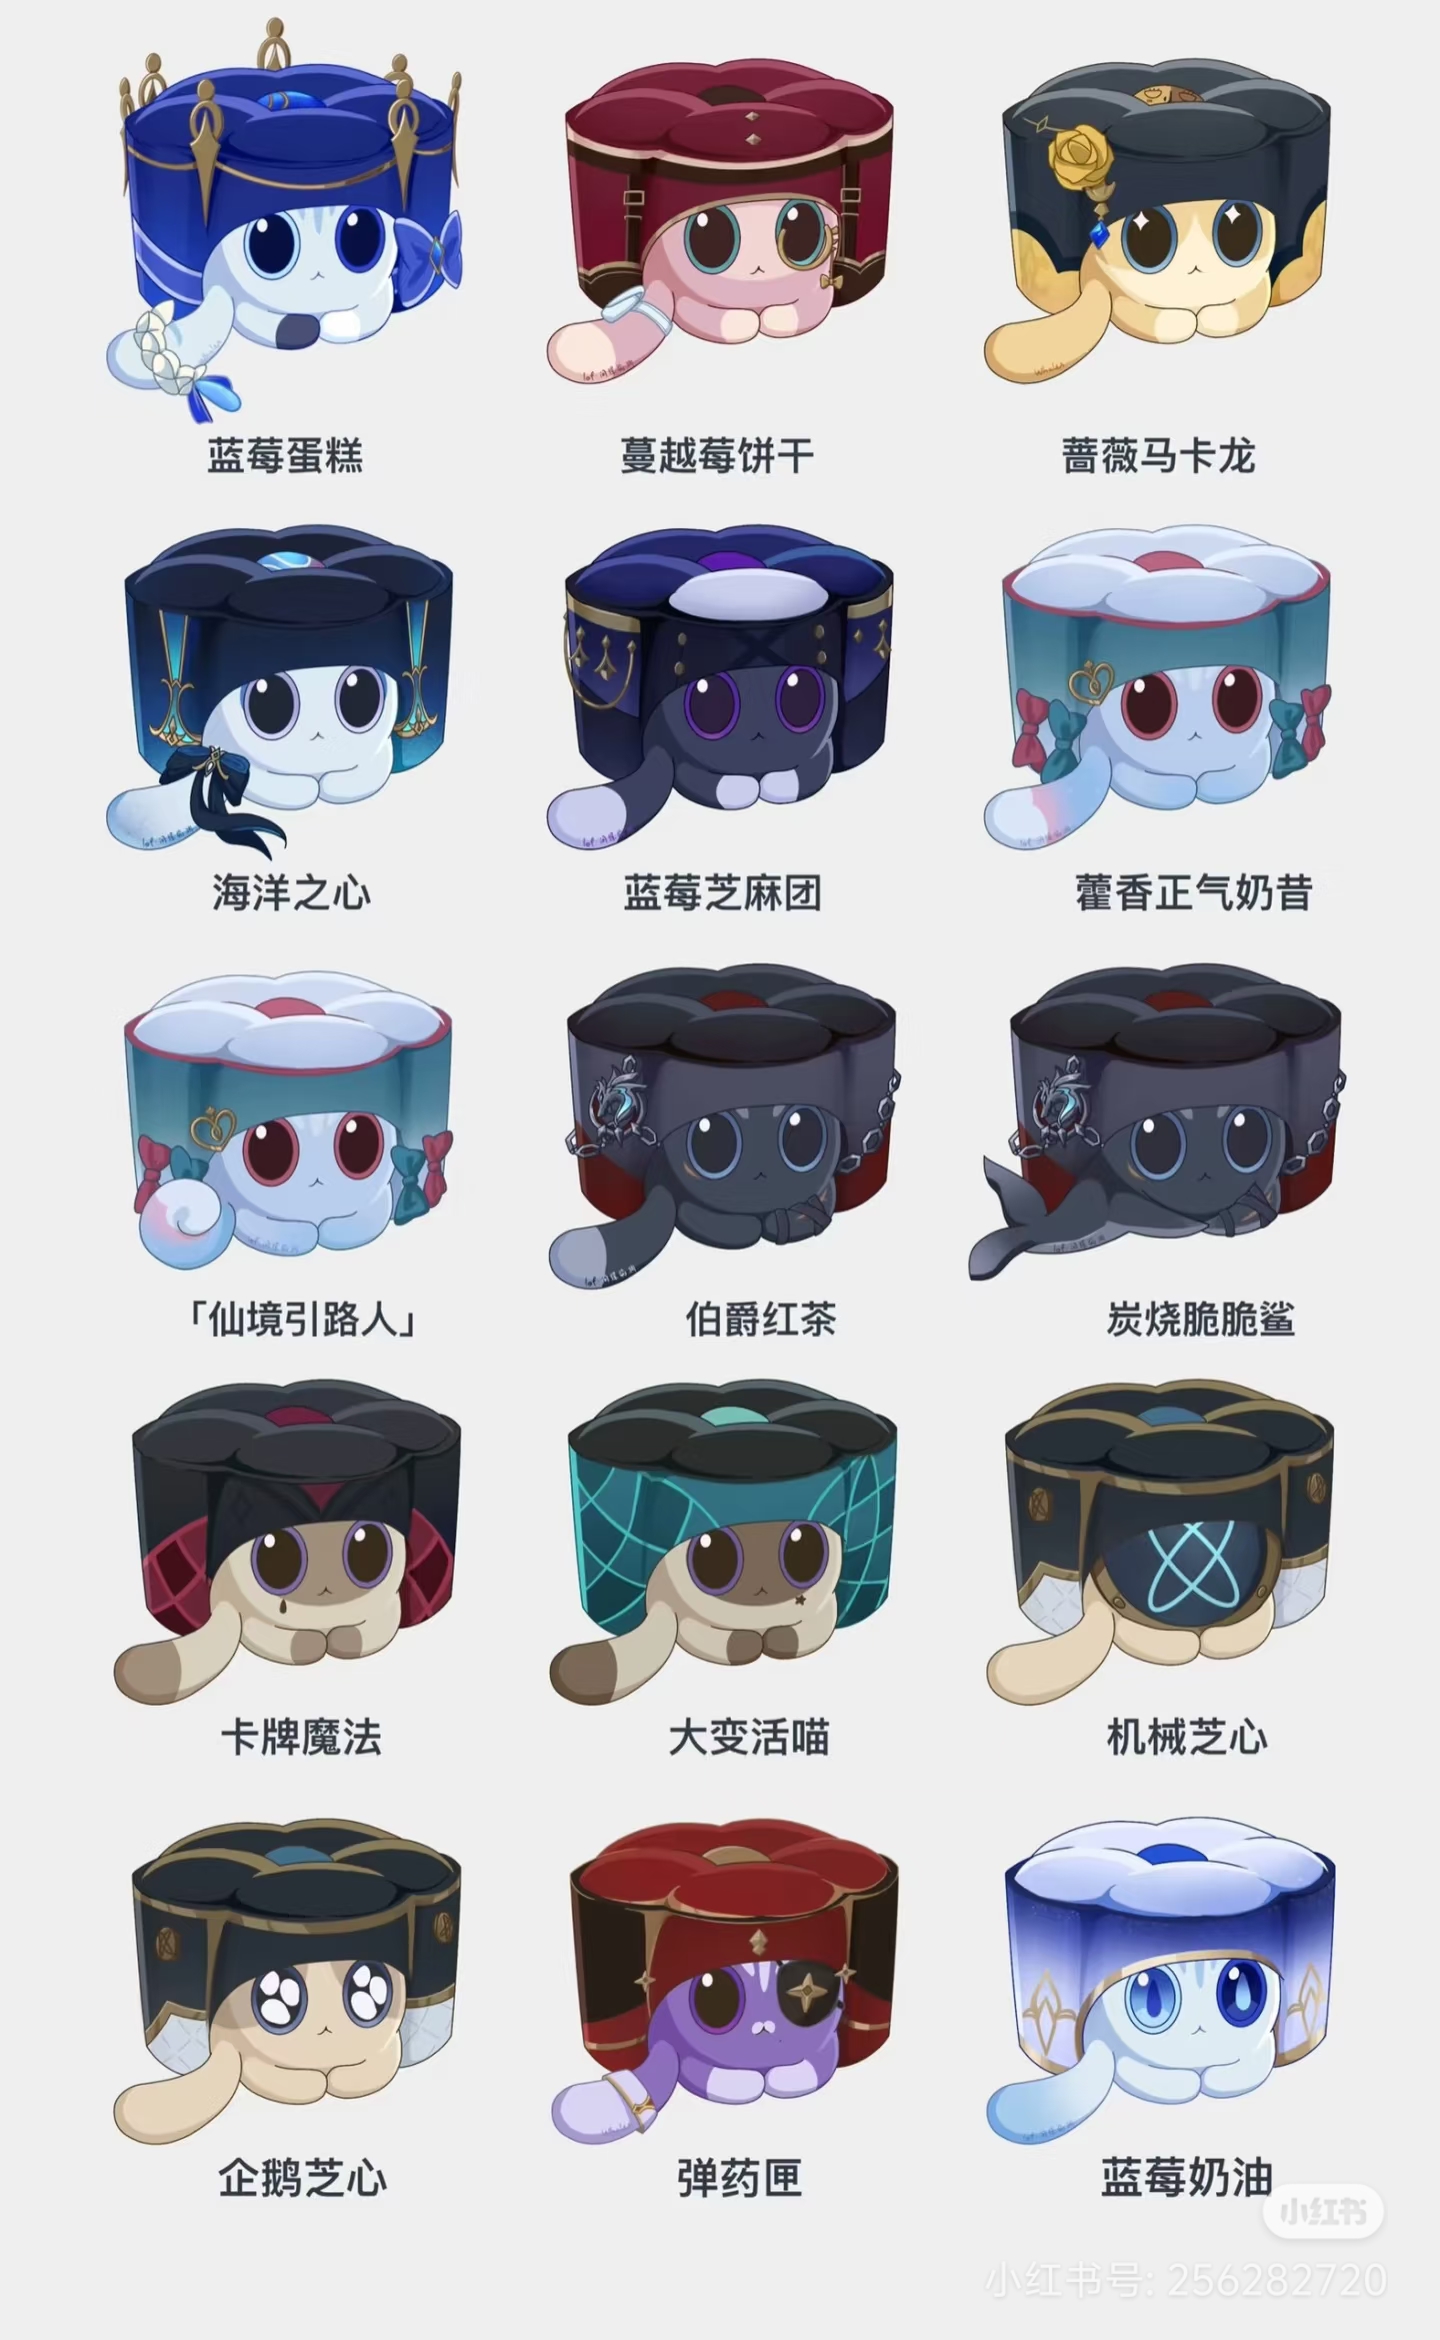 蓝莓蛋糕
蔓越莓饼干
蔷薇马卡龙
海洋之心
蓝莓芝麻团
藿香正气奶昔
「仙境引路人」
伯爵红茶
炭烧脆脆鲨
卡牌魔法
大变活喵
机械芝心
企鹅芝心
弹药匣
蓝莓奶油
小红书
小红书号: 256282720